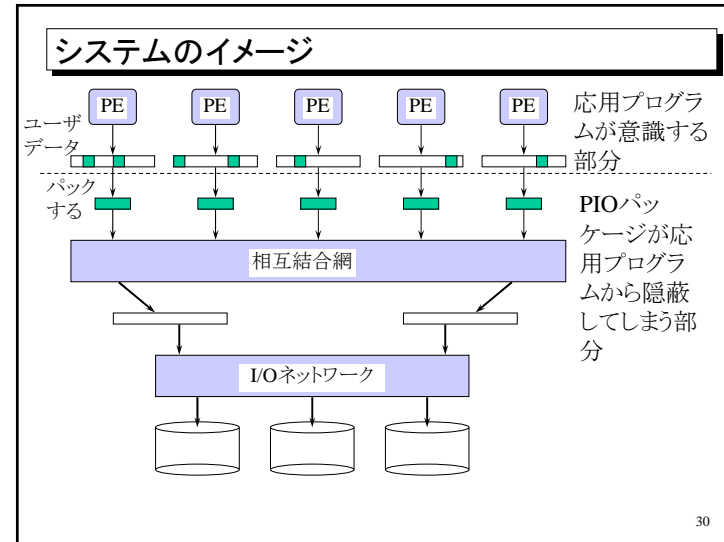 システムのイメージ
PE
PE
PE
PE
PE
ユーザ
データ
応用プログラ
ムが意識する
部分
パック
する
PIOパッ
ケージが応
用プログラ
ムから隠蔽
してしまう部
分
相互結合網
I/Oネットワーク
30